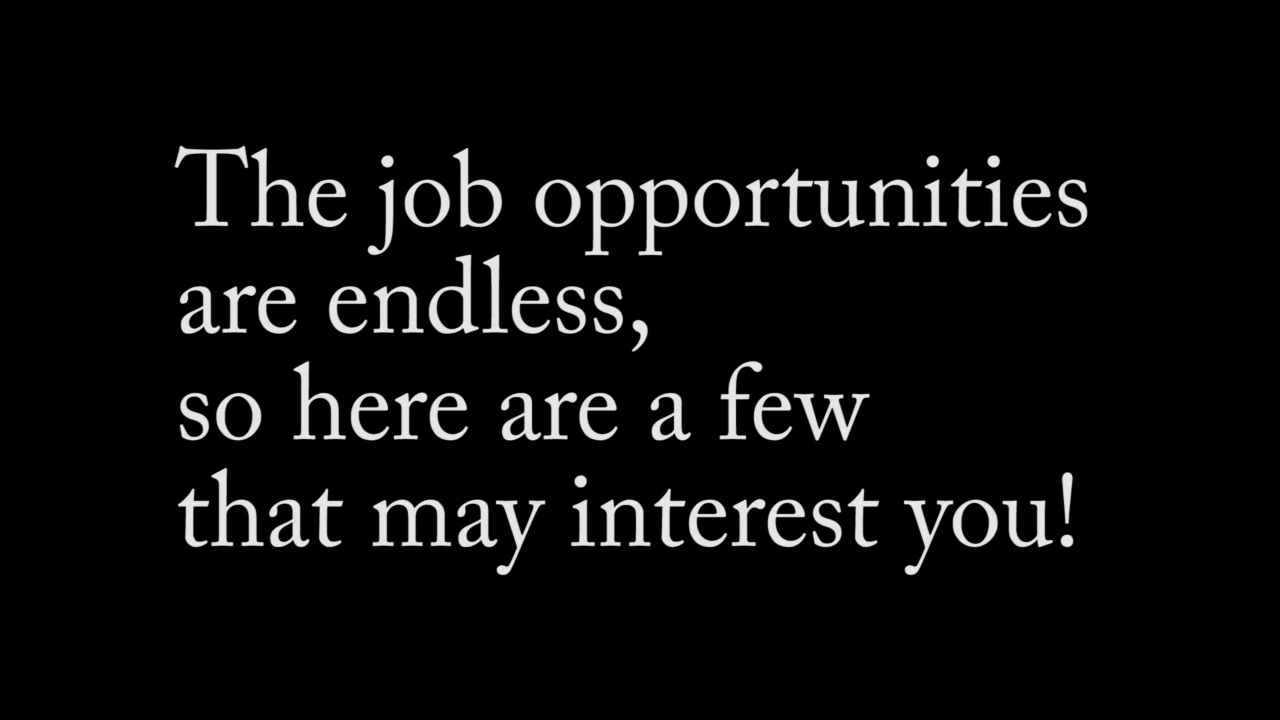 The job opportunities
are endless,
so here are a few
that may interest you!